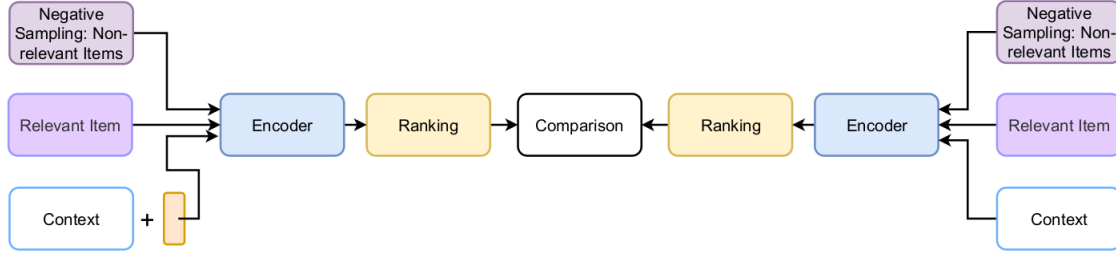 Negative
Sampling: Non-
relevant Items
Negative
Sampling: Non-
relevant Items
Relevant Item
Encoder
Ranking
Comparison
Ranking
Encoder
Relevant Item
Context
+
Context